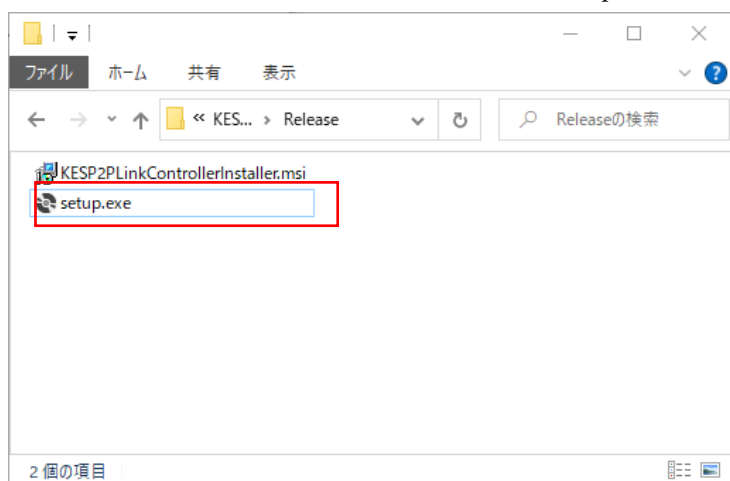 ファイル ホーム 共有 表示
« KES... › Release Releaseの検索
KESP2PLinkControllerInstaller.msi
setup.exe
2 個の項目